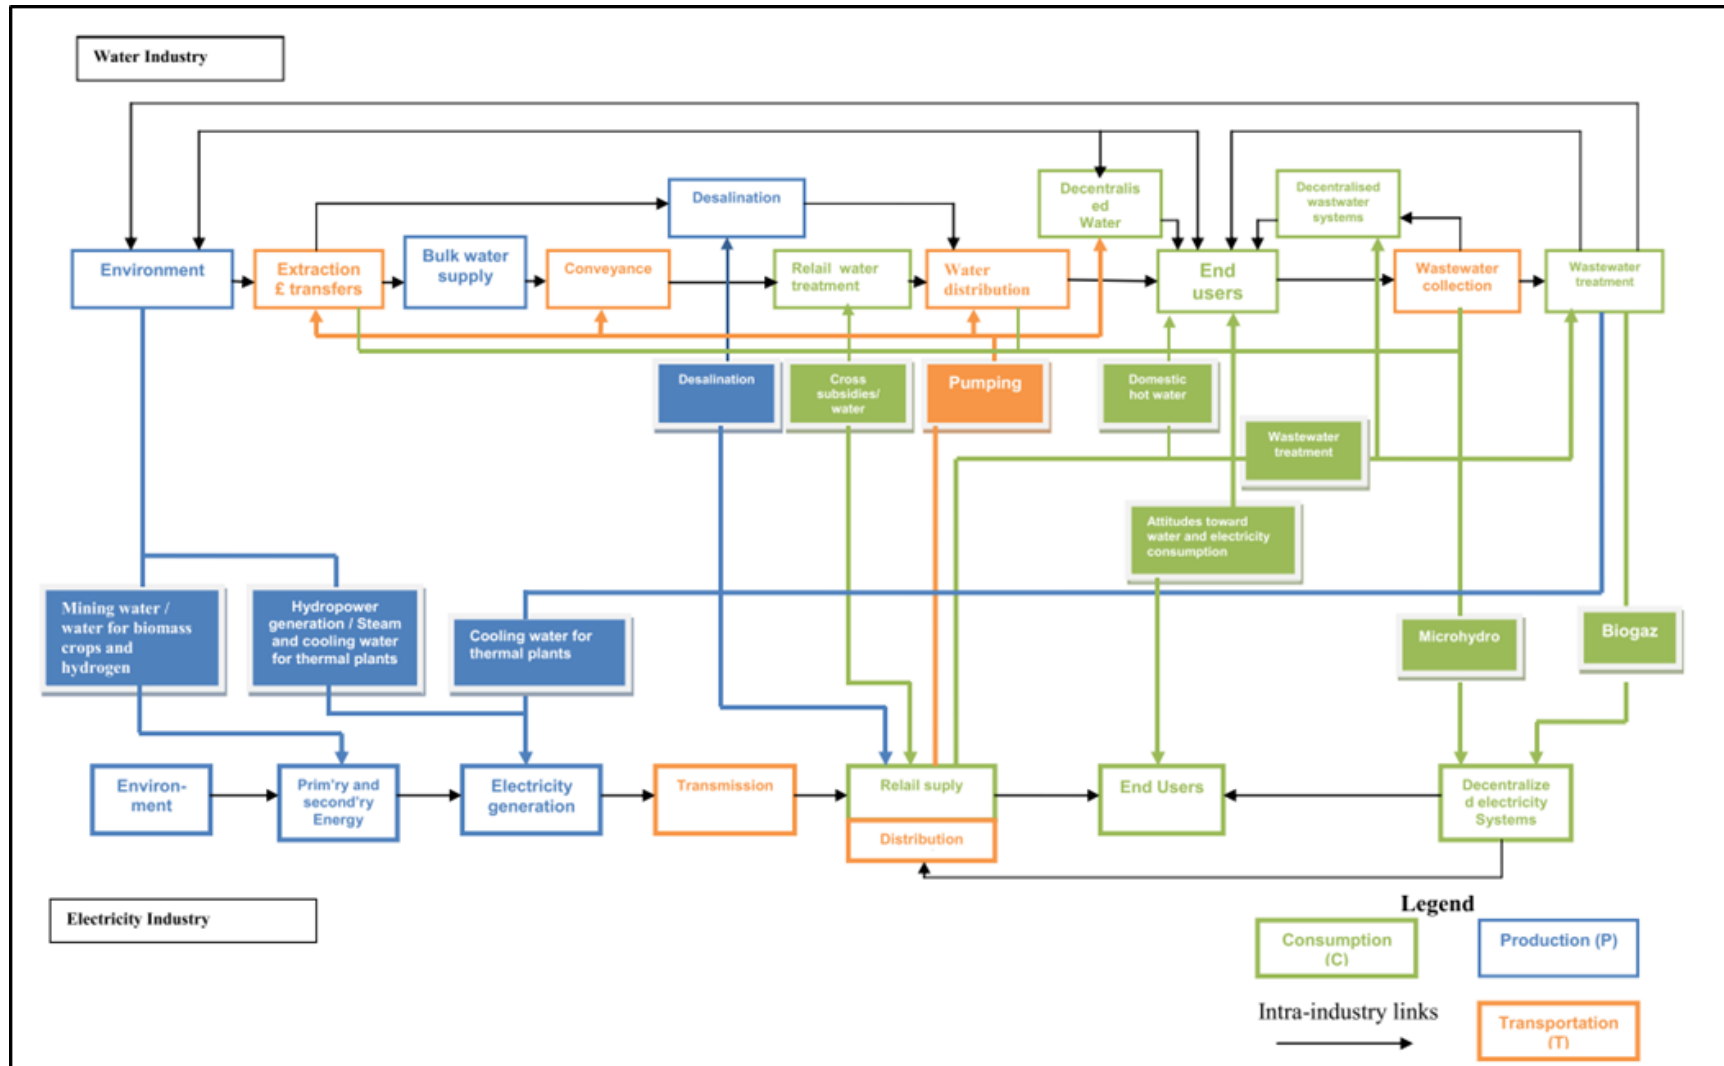 Water Industry
Desalination
Decentralis
ed
Water
Decentralised
wastwater
systems
Environment
Extraction
£ transfers
Bulk water
supply
Conveyance
Relail water
treatment
Water
distribution
End
users
Wastewater
collection
Wastewater
treatment
Desalination
Cross
subsidies/
water
Pumping
Domestic
hot water
Wastewater
treatment
Attitudes toward
water and electricity
consumption
Mining water /
water for biomass
crops and
hydrogen
Hydropower
generation / Steam
and cooling water
for thermal plants
Cooling water for
thermal plants
Microhydro
Biogaz
Environ-
ment
Prim'ry and
second'ry
Energy
Electricity
generation
Transmission
Relail suply
Distribution
End Users
Decentralize
d electricity
Systems
Electricity Industry
Legend
Consumption
(C)
Production (P)
Intra-industry links
Transportation
(T)